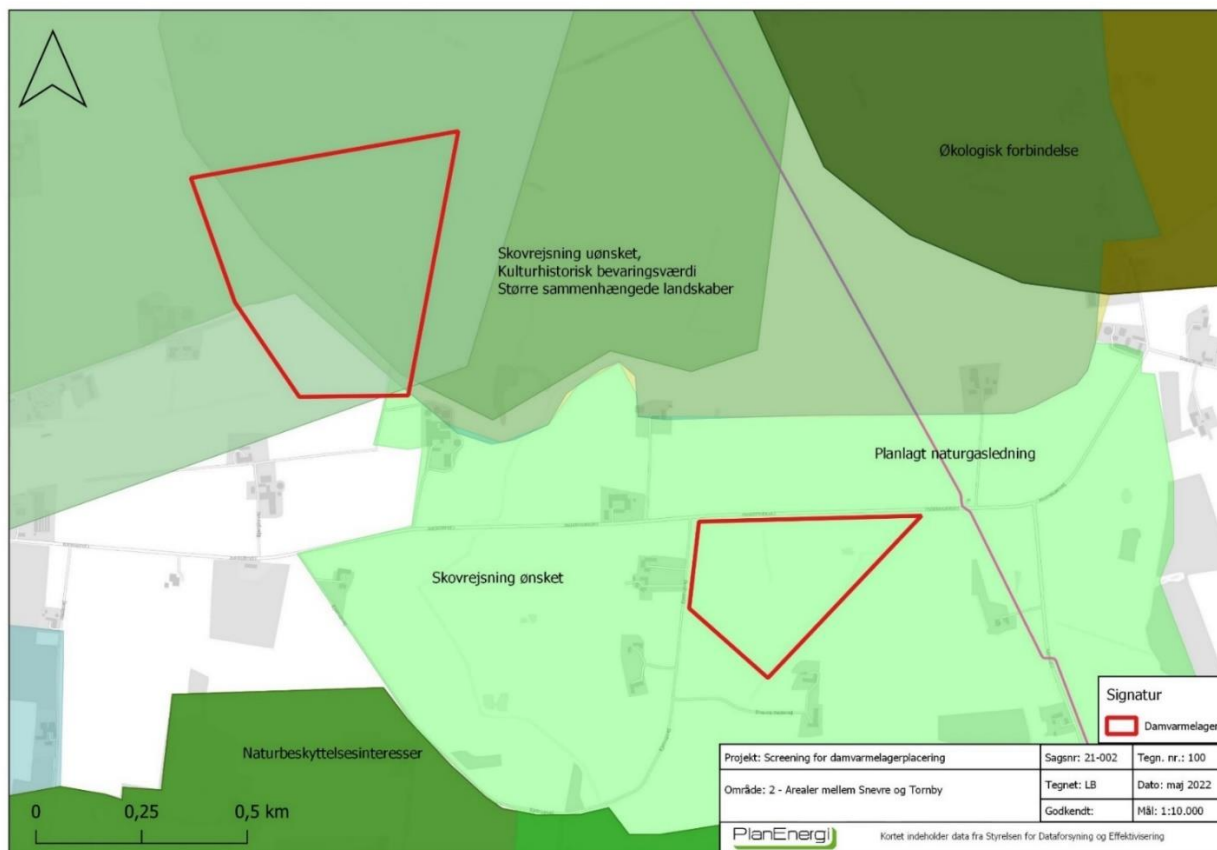 Økologisk forbindelse
Skovrejsning uønsket,
Kulturhistorisk bevaringsværdi
Større sammenhængede landskaber
Planlagt naturgasledning
Skovrejsning ønsket
Naturbeskyttelsesinteresser
0 0,25 0,5 km
Signatur
Damvarmelager
Projekt: Screening for damvarmelagerplacering
Sagsnr: 21-002
Tegn. nr.: 100
Område: 2 - Arealer mellem Snevre og Tornby
Tegnet: LB
Dato: maj 2022
Godkendt:
Mål: 1:10.000
PlanEnergi
Kortet indeholder data fra Styrelsen for Dataforsyning og Effektivisering